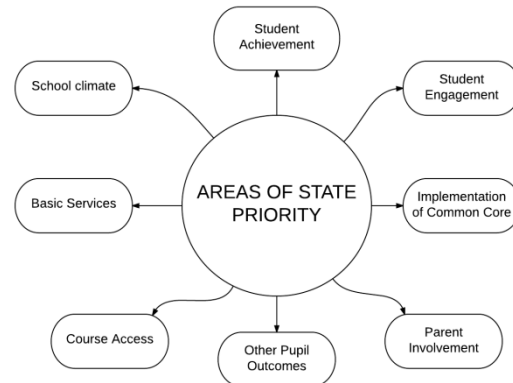 Student
Achievement
School climate
Student
Engagement
Basic Services
AREAS OF STATE
PRIORITY
Implementation
of Common Core
Course Access
Other Pupil
Outcomes
Parent
Involvement